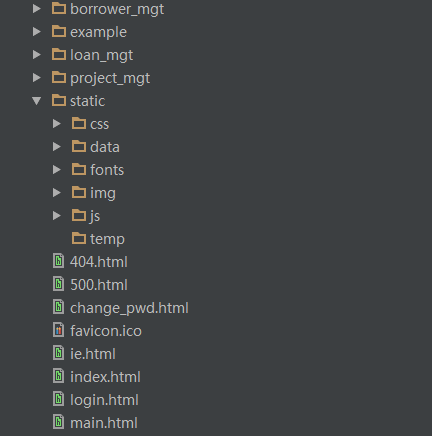 borrower_mgt
example
loan_mgt
project_mgt
static
css
data
fonts
img
js
temp
404.html
500.html
change_pwd.html
favicon.ico
ie.html
index.html
login.html
main.html